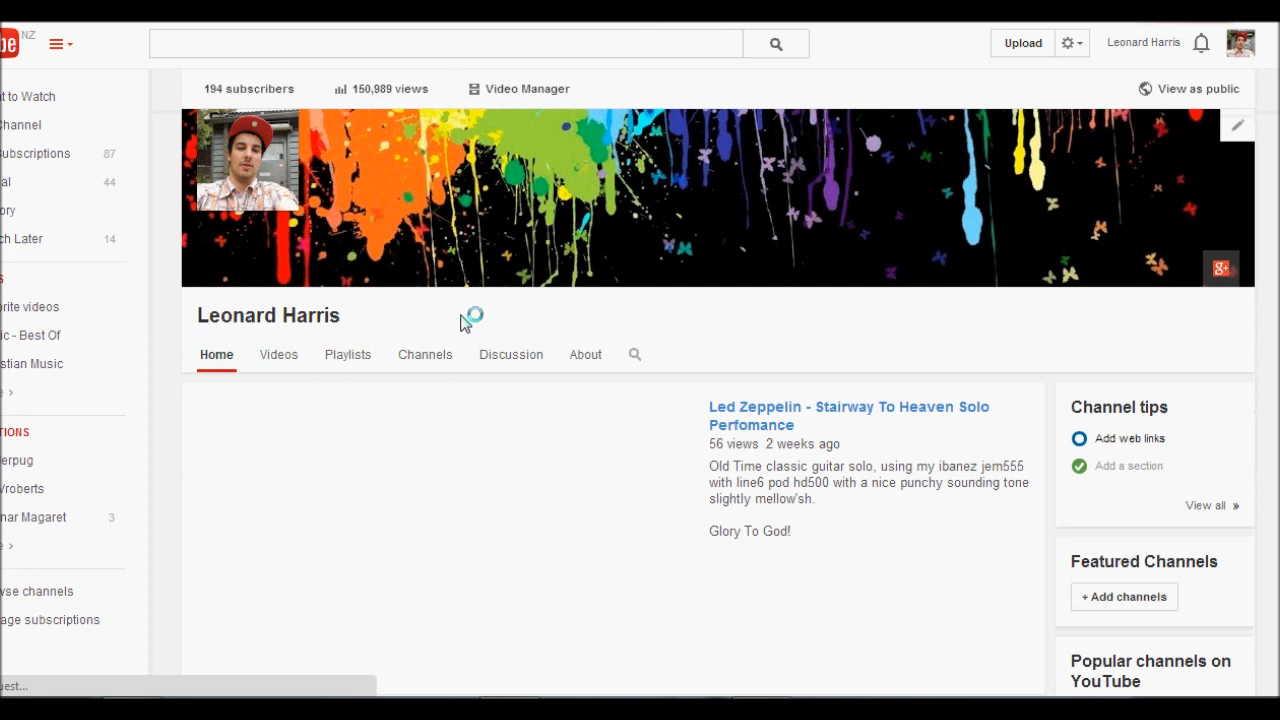 be NZ
Upload
Leonard Harris
194 subscribers
150,989 views
Video Manager
View as public
at to Watch
Channel
Subscriptions 87
al 44
ory
ch Later 14
s
rite videos
ic - Best Of
stian Music
e ›
TIONS
erpug
vroberts
nar Magaret 3
e ›
wse channels
age subscriptions
uest...
g+
Leonard Harris
Home Videos Playlists Channels Discussion About
Led Zeppelin - Stairway To Heaven Solo
Perfomance
56 views 2 weeks ago
Old Time classic guitar solo, using my ibanez jem555
with line6 pod hd500 with a nice punchy sounding tone
slightly mellow'sh.
Glory To God!
Channel tips
Add web links
Add a section
View all »
Featured Channels
+ Add channels
Popular channels on
YouTube